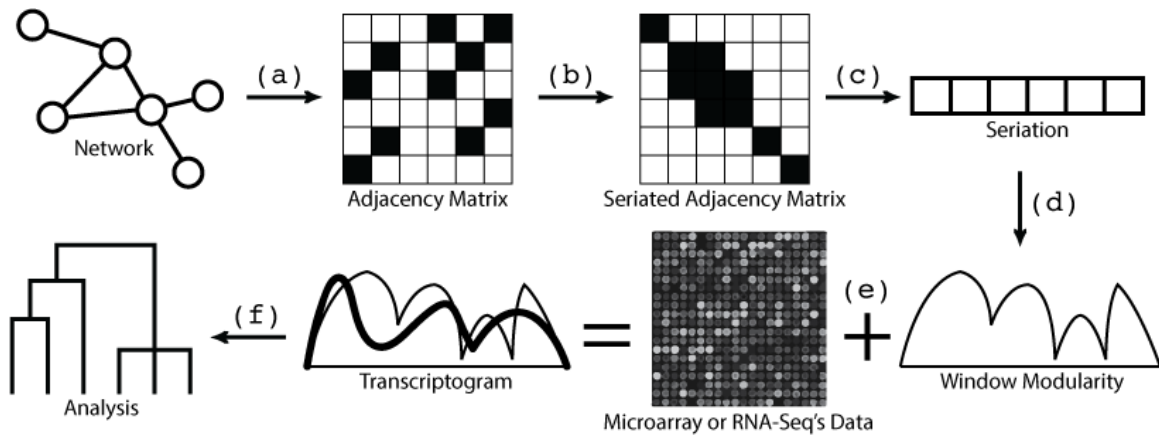 (a)
(b)
(c)
Network
Adjacency Matrix
Seriated Adjacency Matrix
Seriation
(d)
(e)
(f)
Analysis
Transcriptogram
Microarray or RNA-Seq's Data
Window Modularity